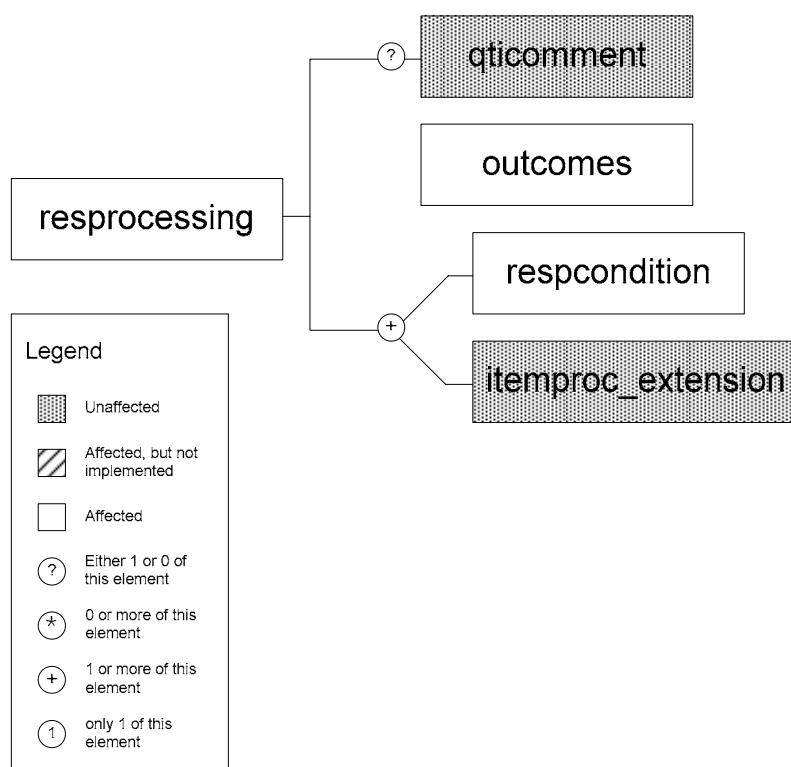 ?
qticomment
outcomes
resprocessing
respcondition
+
itemproc_extension
Legend
Unaffected
Affected, but not
implemented
Affected
?
Either 1 or 0 of
this element
*
0 or more of this
element
+
1 or more of this
element
1
only 1 of this
element